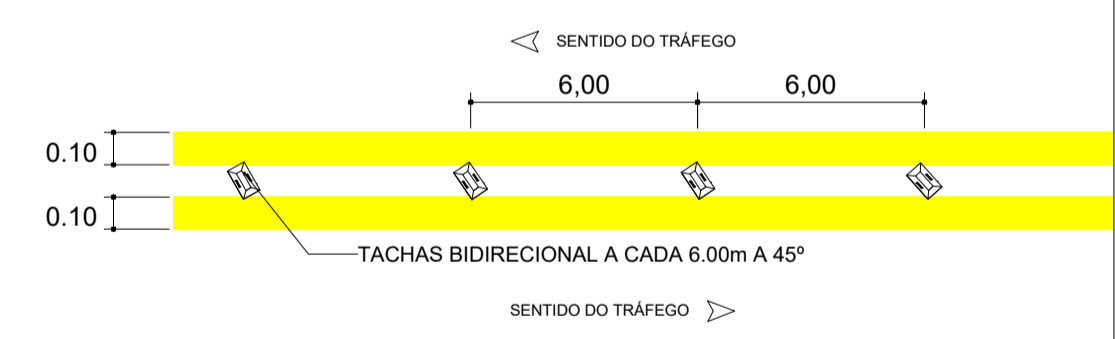 SENTIDO DO TRÁFEGO
6,00 6,00
0.10
0.10
TACHAS BIDIRECIONAL A CADA 6.00m A 45º
SENTIDO DO TRÁFEGO